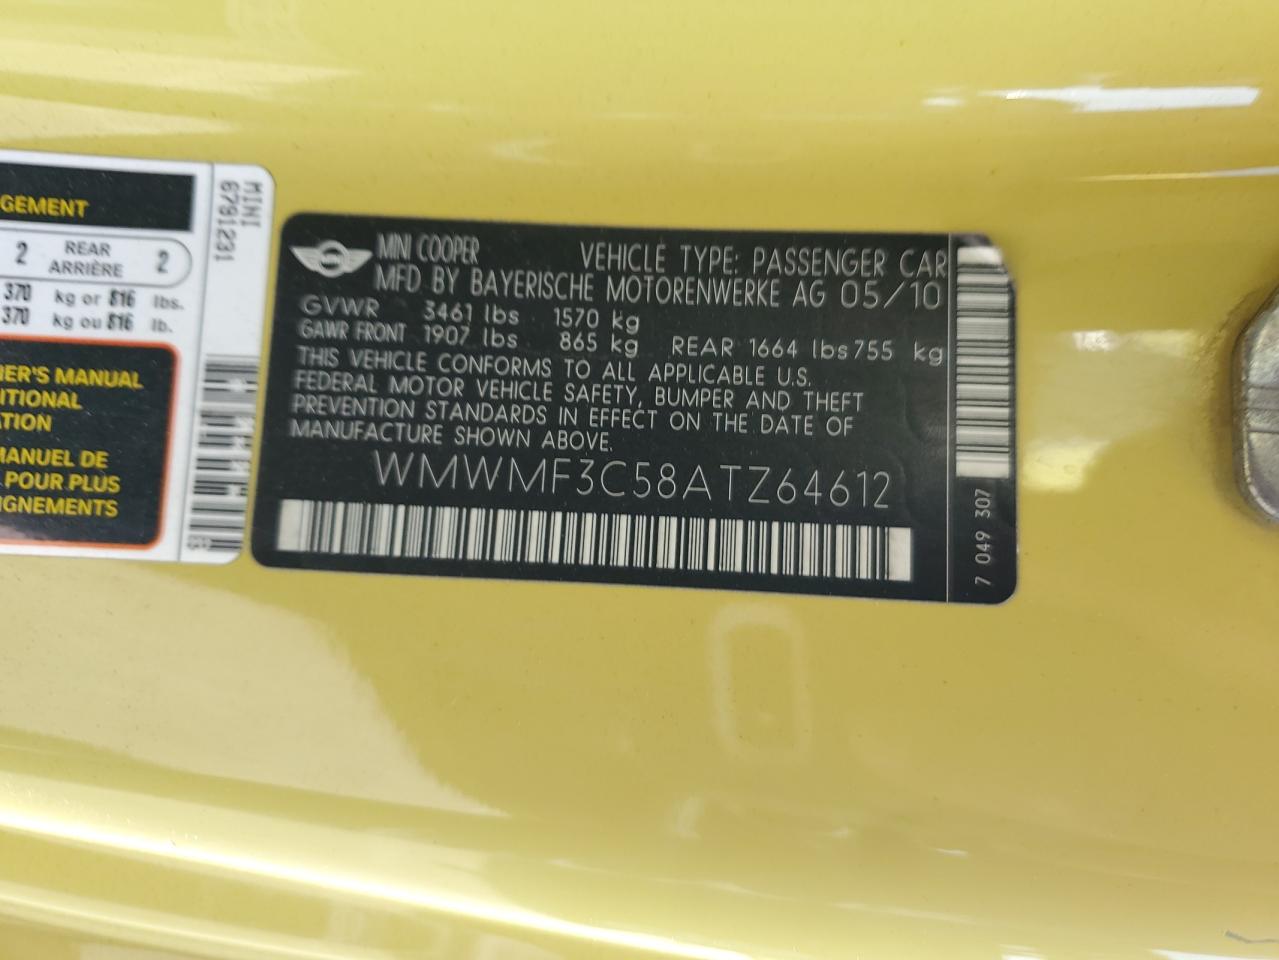 GEMENT
2 REAR ARRIÈRE 2
370 kg or 816 lbs.
370 kg ou 816 lb.
ER'S MANUAL
ITIONAL
TION
MANUEL DE
POUR PLUS
IGNEMENTS
MINI
6791231
MINI COOPER VEHICLE TYPE: PASSENGER CAR
MFD BY BAYERISCHE MOTORENWERKE AG 05/10
GVWR 3461 lbs 1570 kg
GAWR FRONT 1907 lbs 865 kg REAR 1664 lbs 755 kg
THIS VEHICLE CONFORMS TO ALL APPLICABLE U.S.
FEDERAL MOTOR VEHICLE SAFETY, BUMPER AND THEFT
PREVENTION STANDARDS IN EFFECT ON THE DATE OF
MANUFACTURE SHOWN ABOVE.
WMWMF3C58ATZ64612
7 049 307